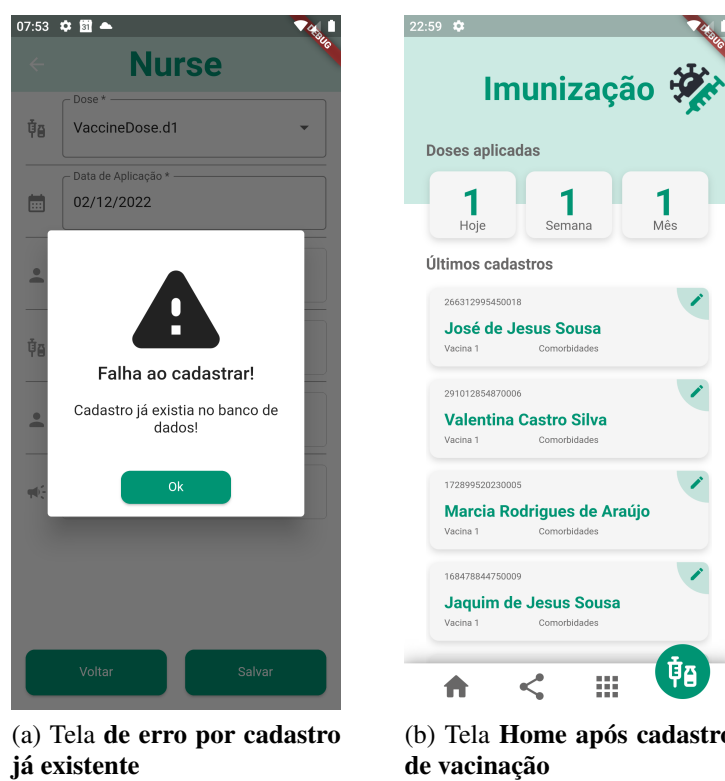 07:53
31
DEBUG
Nurse
Dose *
VaccineDose.d1
Data de Aplicação *
02/12/2022
Falha ao cadastrar!
Cadastro já existia no banco de
dados!
Ok
Voltar
Salvar
(a) Tela de erro por cadastro
já existente
22:59
DEBUG
Imunização
Doses aplicadas
1
Hoje
1
Semana
1
Mês
Últimos cadastros
266312995450018
José de Jesus Sousa
Vacina 1 Comorbidades
291012854870006
Valentina Castro Silva
Vacina 1 Comorbidades
172899520230005
Marcia Rodrigues de Araújo
Vacina 1 Comorbidades
168478844750009
Jaquim de Jesus Sousa
Vacina 1 Comorbidades
(b) Tela Home após cadastro
de vacinação